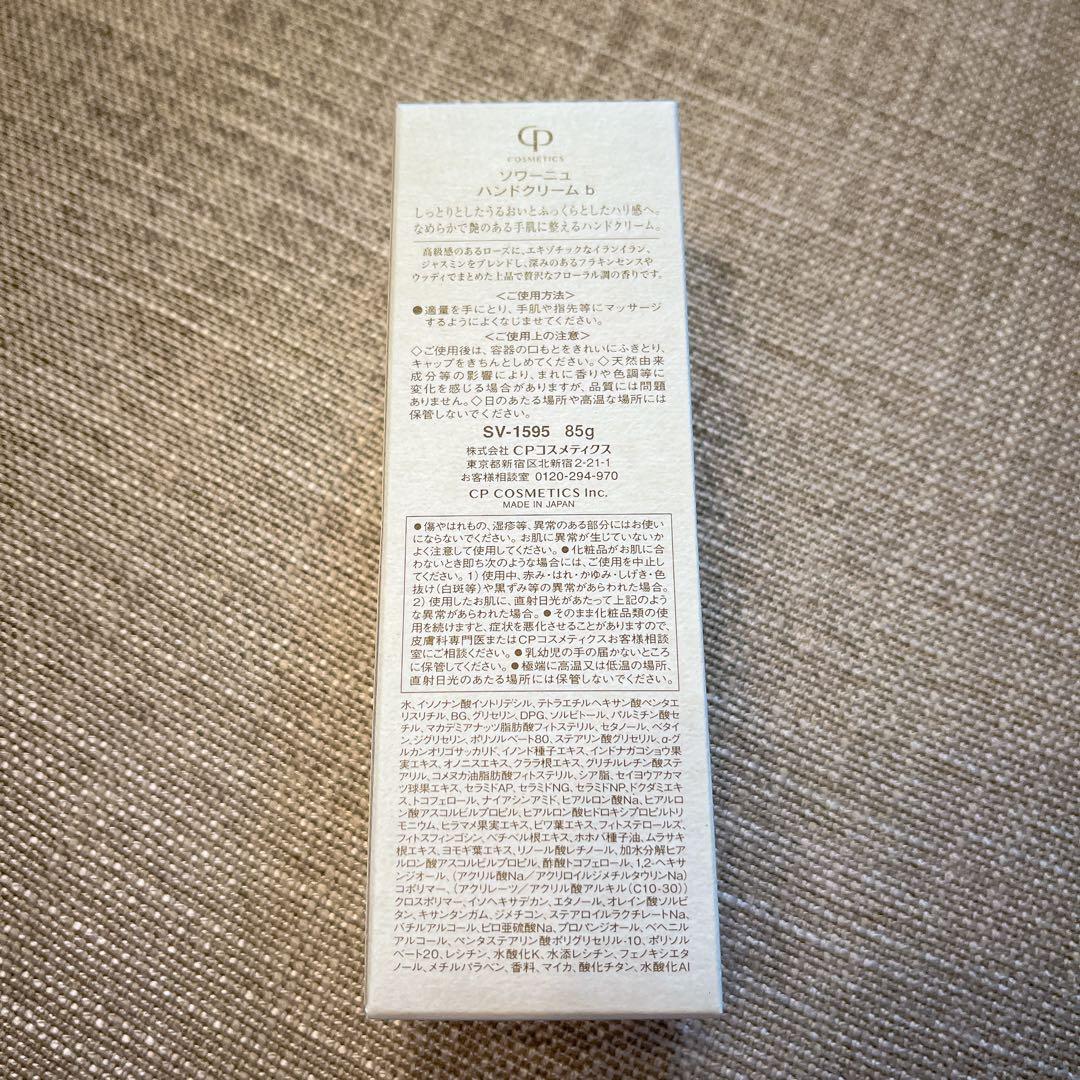 CP
COSMETICS
ソワーニュ
ハンドクリーム b
しっとりとしたうるおいとふっくらとしたハリ感へ。
なめらかで艶のある手肌に整えるハンドクリーム。
高級感のあるローズに、エキゾチックなイランイラン、
ジャスミンをブレンドし、深みのあるフランキンセンスや
ウッディでまとめた上品で贅沢なフローラル調の香りです。
<ご使用方法>
●適量を手にとり、手肌や指先等にマッサージ
するようによくなじませてください。
<ご使用上の注意>
◇ご使用後は、容器の口もとをきれいにふきとり、
キャップをきちんとしめてください。◇天然由来
成分等の影響により、まれに香りや色調等に
変化を感じる場合がありますが、品質には問題
ありません。◇日のあたる場所や高温な場所には
保管しないでください。
SV-1595 85g
株式会社 CPコスメティクス
東京都新宿区北新宿2-21-1
お客様相談室 0120-294-970
CP COSMETICS Inc.
MADE IN JAPAN
●傷やはれもの、湿疹等、異常のある部分にはお使い
にならないでください。お肌に異常が生じていないか
よく注意して使用してください。●化粧品がお肌に合
わないとき即ち次のような場合には、ご使用を中止し
てください。1)使用中、赤み・はれ・かゆみ・しげき・色
抜け(白斑等)や黒ずみ等の異常があらわれた場合。
2)使用したお肌に、直射日光があたって上記のよう
な異常があらわれた場合。●そのまま化粧品類の使
用を続けますと、症状を悪化させることがありますので、
皮膚科専門医またはCPコスメティクスお客様相談
室にご相談ください。●乳幼児の手の届かないところ
に保管してください。●極端に高温又は低温の場所、
直射日光のあたる場所には保管しないでください。
水、イソノナン酸イソトリデシル、テトラエチルヘキサン酸ペンタエ
リスリチル、BG、グリセリン、DPG、ソルビトール、パルミチン酸セ
チル、マカデミアナッツ脂肪酸フィトステリル、セタノール、ベタイ
ン、ジグリセリン、ポリソルベート80、ステアリン酸グリセリル、α-グ
ルカンオリゴサッカリド、イノンド種子エキス、インドナガコショウ果
実エキス、オノニスエキス、クララ根エキス、グリチルレチン酸ステ
アリル、コメヌカ油脂肪酸フィトステリル、シア脂、セイヨウアカマ
ツ球果エキス、セラミドAP、セラミドNG、セラミドNP、ドクダミエキ
ス、トコフェロール、ナイアシンアミド、ヒアルロン酸Na、ヒアルロ
ン酸アスコルビルプロピル、ヒアルロン酸ヒドロキシプロピルトリ
モニウム、ヒラマメ果実エキス、ビワ葉エキス、フィトステロールズ、
フィトスフィンゴシン、ベチベル根エキス、ホホバ種子油、ムラサキ
根エキス、ヨモギ葉エキス、リノール酸レチノール、加水分解ヒア
ルロン酸アスコルビルプロピル、酢酸トコフェロール、1,2-ヘキサ
ンジオール、(アクリル酸Na/アクリロイルジメチルタウリンNa)
コポリマー、(アクリレーツ/アクリル酸アルキル(C10-30))
クロスポリマー、イソヘキサデカン、エタノール、オレイン酸ソルビ
タン、キサンタンガム、ジメチコン、ステアロイルラクチレートNa、
バチルアルコール、ピロ亜硫酸Na、プロパンジオール、ベヘニル
アルコール、ペンタステアリン酸ポリグリセリル-10、ポリソル
ベート20、レシチン、水酸化K、水添レシチン、フェノキシエタ
ノール、メチルパラベン、香料、マイカ、酸化チタン、水酸化Al